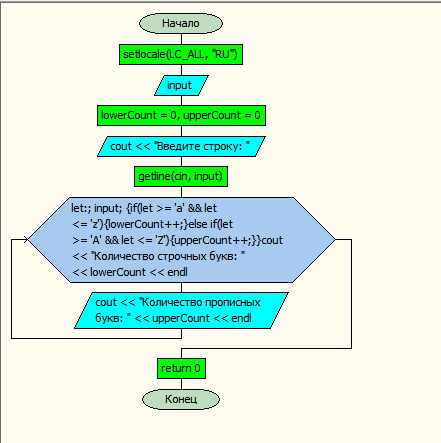 Начало
setlocale(LC_ALL, "RU")
input
lowerCount = 0, upperCount = 0
cout << "Введите строку: "
getline(cin, input)
let:; input; {if(let >= 'a' && let
<= 'z'){lowerCount++;}else if(let
>= 'A' && let <= 'Z'){upperCount++;}}cout
<< "Количество строчных букв: "
<< lowerCount << endl
cout << "Количество прописных
букв: " << upperCount << endl
return 0
Конец